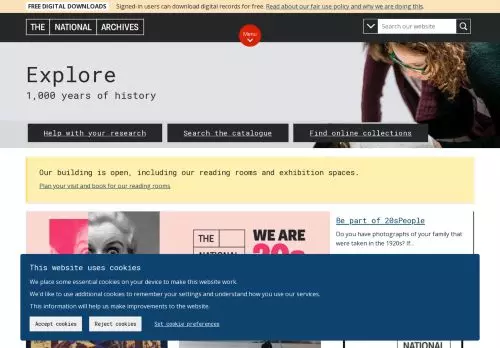 FREE DIGITAL DOWNLOADS Signed-in users can download digital records for free. Read about our fair use policy and why we are doing this.
THE NATIONAL ARCHIVES
Menu
Search our website
Explore
1,000 years of history
Help with your research
Search the catalogue
Find online collections
Our building is open, including our reading rooms and exhibition spaces.
Plan your visit and book for our reading rooms
THE
NATIONAL
WE ARE
20s
Be part of 20sPeople
Do you have photographs of your family that
were taken in the 1920s? If...
This website uses cookies
We place some essential cookies on your device to make this website work.
We'd like to use additional cookies to remember your settings and understand how you use our services.
This information will help us make improvements to the website.
Accept cookies
Reject cookies
Set cookie preferences
NATIONAL